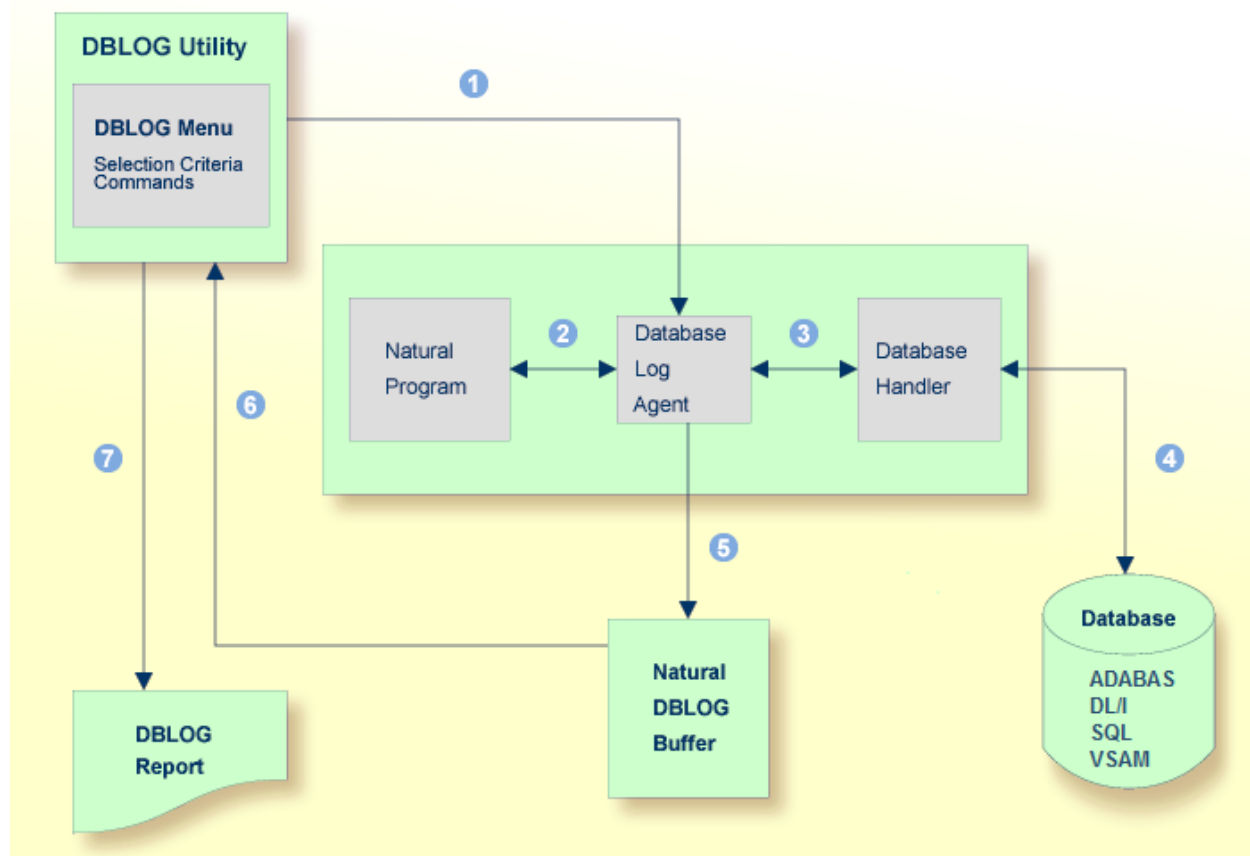 DBLOG Utility
DBLOG Menu
Selection Criteria
Commands
1
Natural
Program
2
Database
Log
Agent
3
Database
Handler
6
7
4
5
Natural
DBLOG
Buffer
Database
ADABAS
DL/I
SQL
VSAM
DBLOG
Report